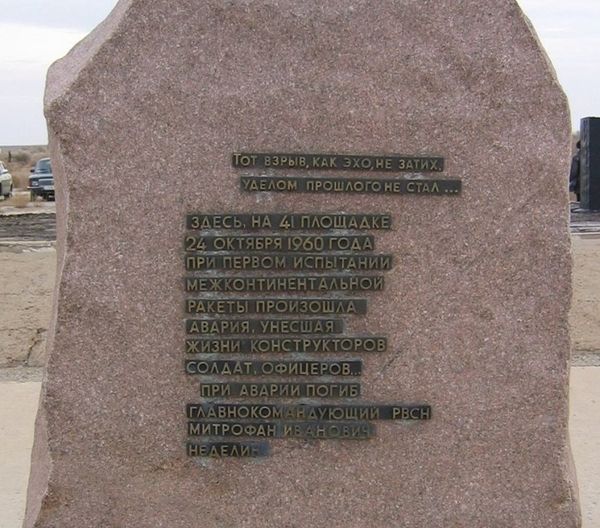 ТОТ ВЗРЫВ, КАК ЭХО, НЕ ЗАТИХ,
УДЕЛОМ ПРОШЛОГО НЕ СТАЛ ...
ЗДЕСЬ, НА 41 ПЛОЩАДКЕ
24 ОКТЯБРЯ 1960 ГОДА
ПРИ ПЕРВОМ ИСПЫТАНИИ
МЕЖКОНТИНЕНТАЛЬНОЙ
РАКЕТЫ ПРОИЗОШЛА
АВАРИЯ, УНЕСШАЯ
ЖИЗНИ КОНСТРУКТОРОВ
СОЛДАТ, ОФИЦЕРОВ...
ПРИ АВАРИИ ПОГИБ
ГЛАВНОКОМАНДУЮЩИЙ РВСН
МИТРОФАН ИВАНОВИЧ
НЕДЕЛИН